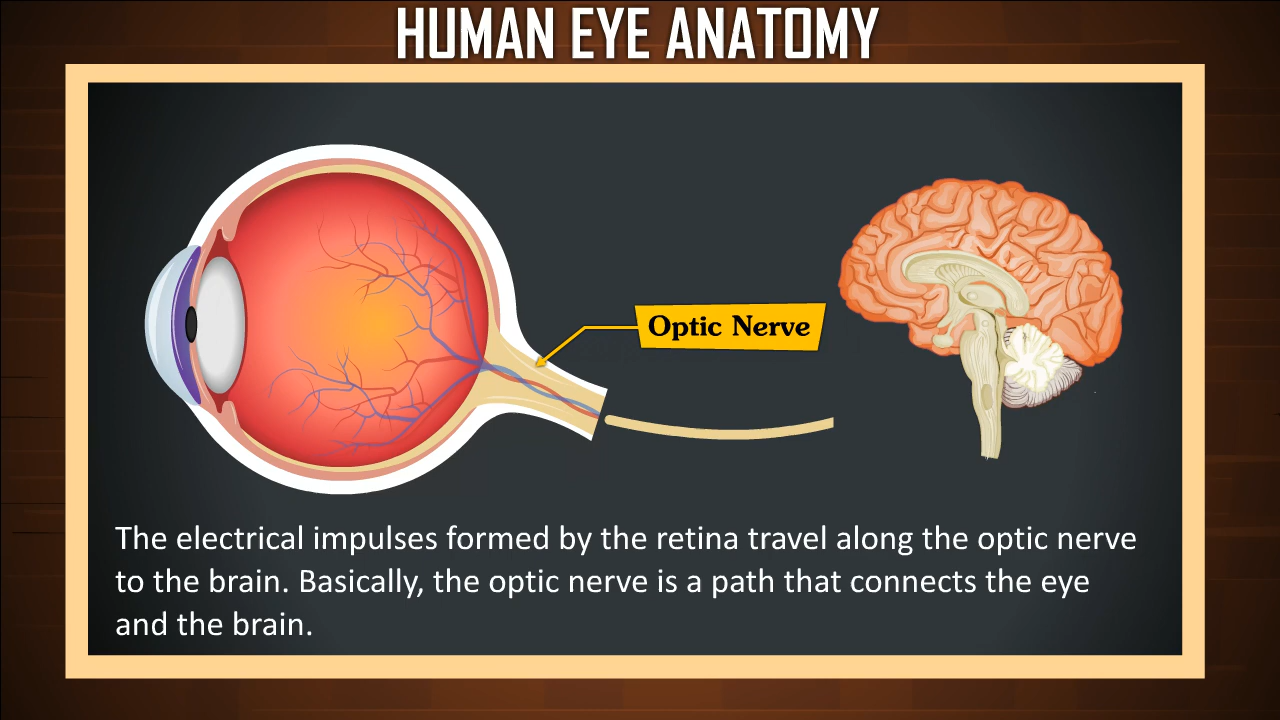 HUMAN EYE ANATOMY
Optic Nerve
The electrical impulses formed by the retina travel along the optic nerve
to the brain. Basically, the optic nerve is a path that connects the eye
and the brain.